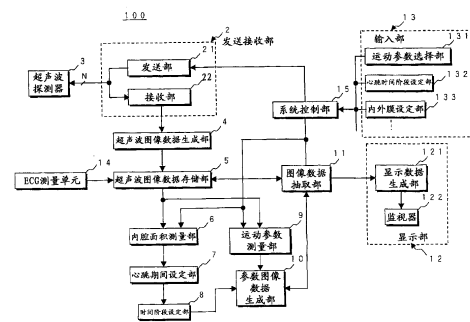 100
2
发送接收部
13
输入部
131
运动参数选择部
132
心跳时间阶段设定部
133
内外膜设定部
21
发送部
22
接收部
3
超声波
探测器
N
15
系统控制部
4
超声波图像数据生成部
14
ECG测量单元
5
超声波图像数据存储部
11
图像数据
抽取部
121
显示数据
生成部
122
监视器
显示部
12
6
内腔面积测量部
9
运动参数
测量部
7
心跳期间设定部
10
参数图像
数据
生成部
8
时间阶段设定部